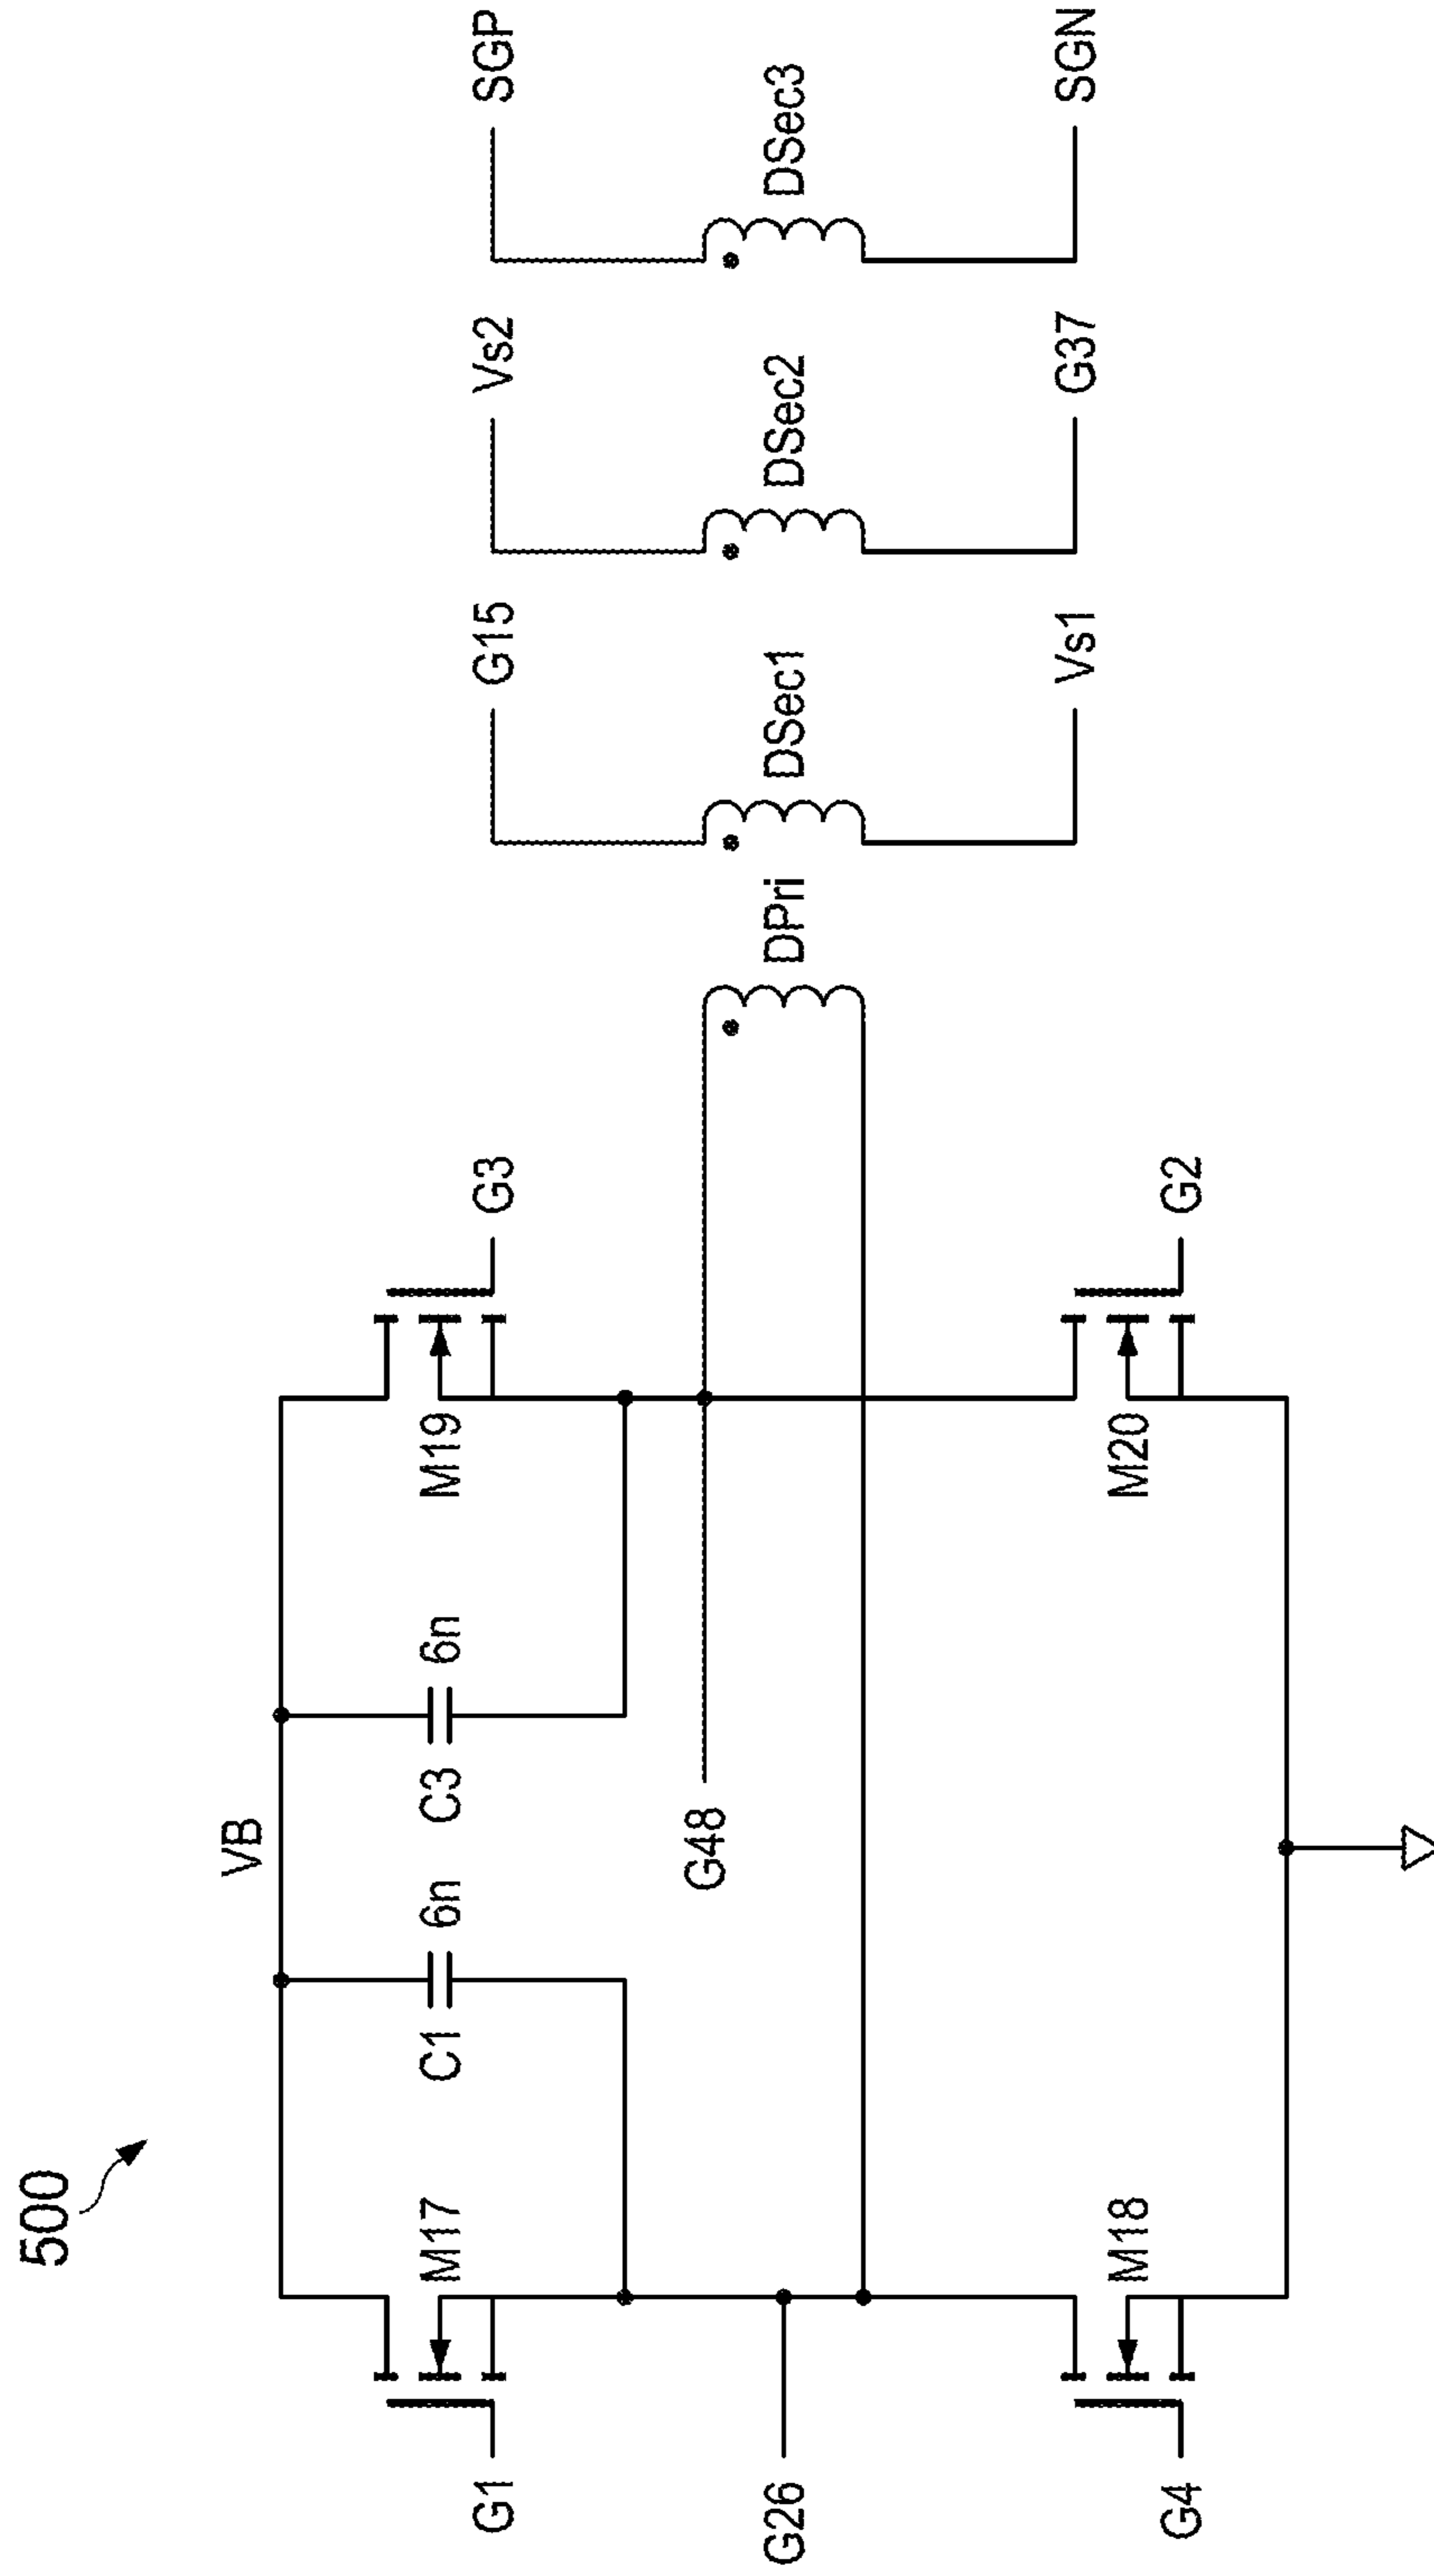 500
VB
G1
M17
C1
6n
C3
6n
M19
G3
G26
G48
G4
M18
M20
G2
DPri
G15
DSec1
Vs1
Vs2
DSec2
G37
SGP
DSec3
SGN